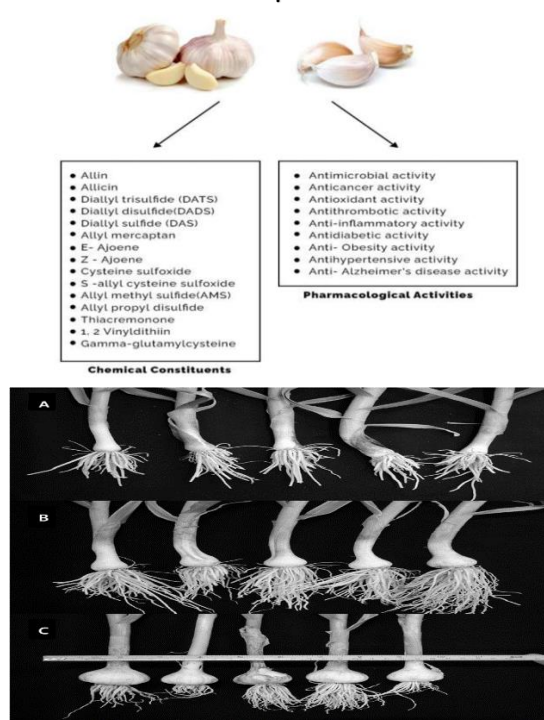 Allin
Allicin
Diallyl trisulfide (DATS)
Diallyl disulfide(DADS)
Diallyl sulfide (DAS)
Allyl mercaptan
E- Ajoene
Z - Ajoene
Cysteine sulfoxide
S -allyl cysteine sulfoxide
Allyl methyl sulfide(AMS)
Allyl propyl disulfide
Thiacremonone
1, 2 Vinyldithiin
Gamma-glutamylcysteine
Chemical Constituents
Antimicrobial activity
Anticancer activity
Antioxidant activity
Antithrombotic activity
Anti-inflammatory activity
Antidiabetic activity
Anti- Obesity activity
Antihypertensive activity
Anti- Alzheimer's disease activity
Pharmacological Activities
A
B
C